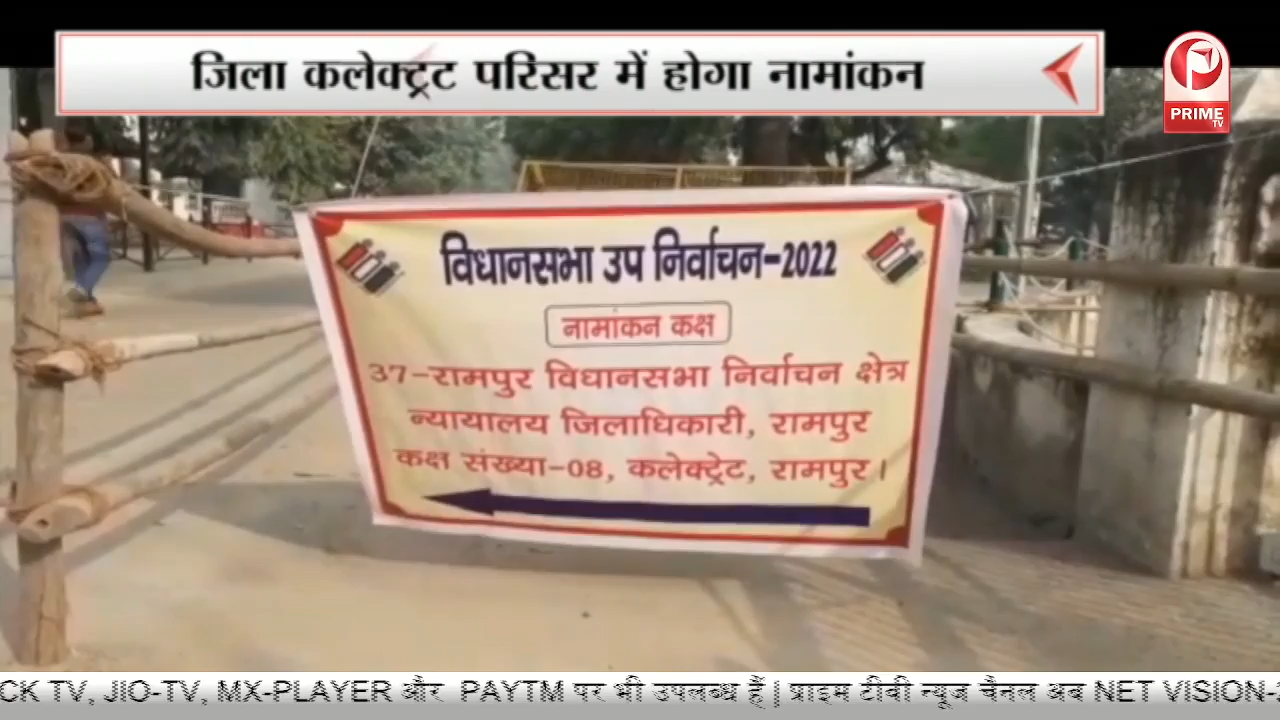 जिला कलेक्ट्रट परिसर में होगा नामांकन
PRIME
TV
विधानसभा उप निर्वाचन-2022
नामांकन कक्ष
37-रामपुर विधानसभा निर्वाचन क्षेत्र
न्यायालय जिलाधिकारी, रामपुर
कक्ष संख्या-08, कलेक्ट्रेट, रामपुर।
CK TV, JIO-TV, MX-PLAYER और PAYTM पर भी उपलब्ध हैं | प्राइम टीवी न्यूज चैनल अब NET VISION-